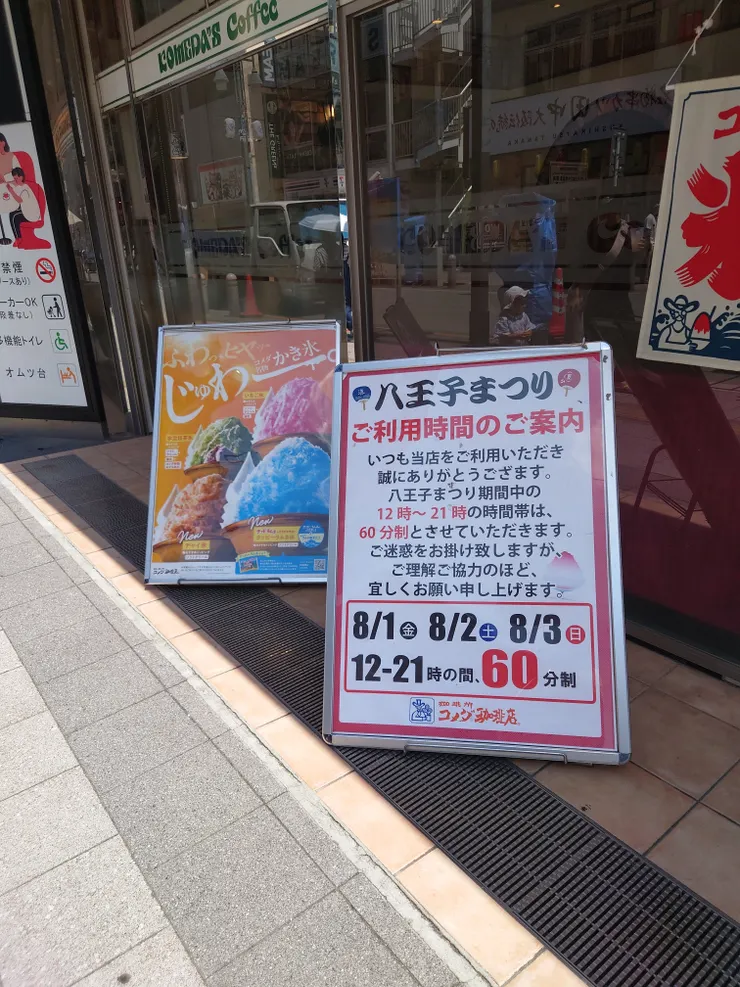 KOMEDA'S Coffee
禁煙
ーカーOK
多機能トイレ
オムツ台
ふわっヒヤ
じゅわ
かき氷
New
New
八王子まつり
ご利用時間のご案内
いつも当店をご利用いただき
誠にありがとうござます。
八王子まつり期間中の
12時～21時の時間帯は、
60分制とさせていただきます。
ご迷惑をお掛け致しますが、
ご理解ご協力のほど、
宜しくお願い申し上げます。
8/1金 8/2土 8/3日
12-21時の間、60分制
珈琲所
コメダ珈琲店